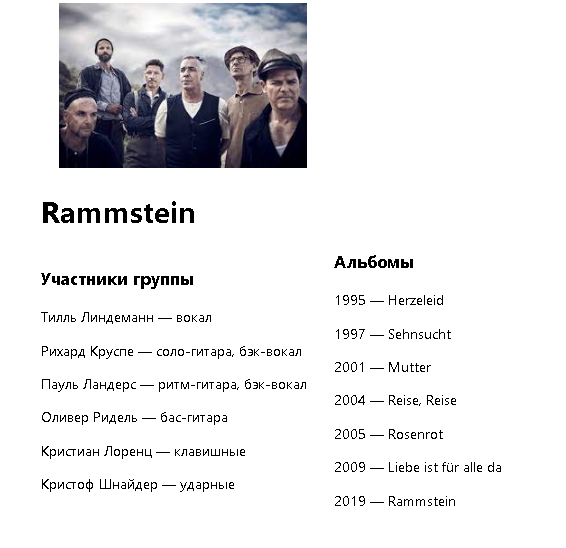 Rammstein
Участники группы
Тилль Линдеманн — вокал
Рихард Круспе — соло-гитара, бэк-вокал
Пауль Ландерс — ритм-гитара, бэк-вокал
Оливер Ридель — бас-гитара
Кристиан Лоренц — клавишные
Кристоф Шнайдер — ударные
Альбомы
1995 — Herzeleid
1997 — Sehnsucht
2001 — Mutter
2004 — Reise, Reise
2005 — Rosenrot
2009 — Liebe ist für alle da
2019 — Rammstein